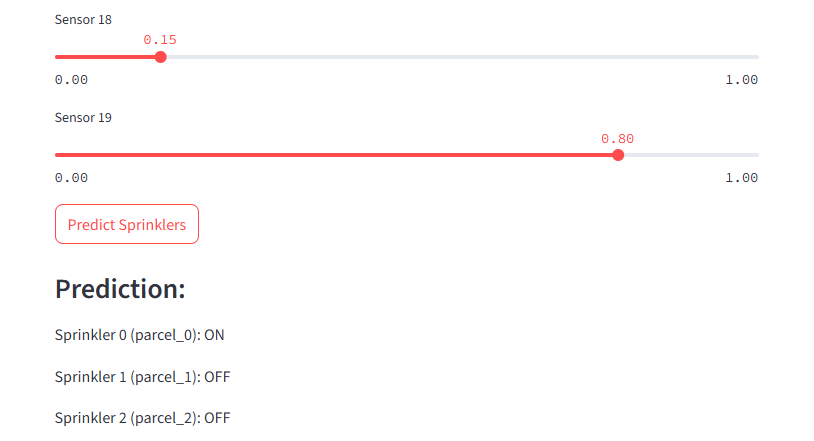 Sensor 18
0.15
0.00 1.00
Sensor 19
0.80
0.00 1.00
Predict Sprinklers
Prediction:
Sprinkler 0 (parcel_0): ON
Sprinkler 1 (parcel_1): OFF
Sprinkler 2 (parcel_2): OFF